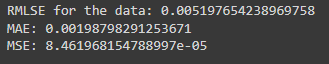 RMLSE for the data: 0.005197654238969758
MAE: 0.00198798291253671
MSE: 8.461968154788997e-05